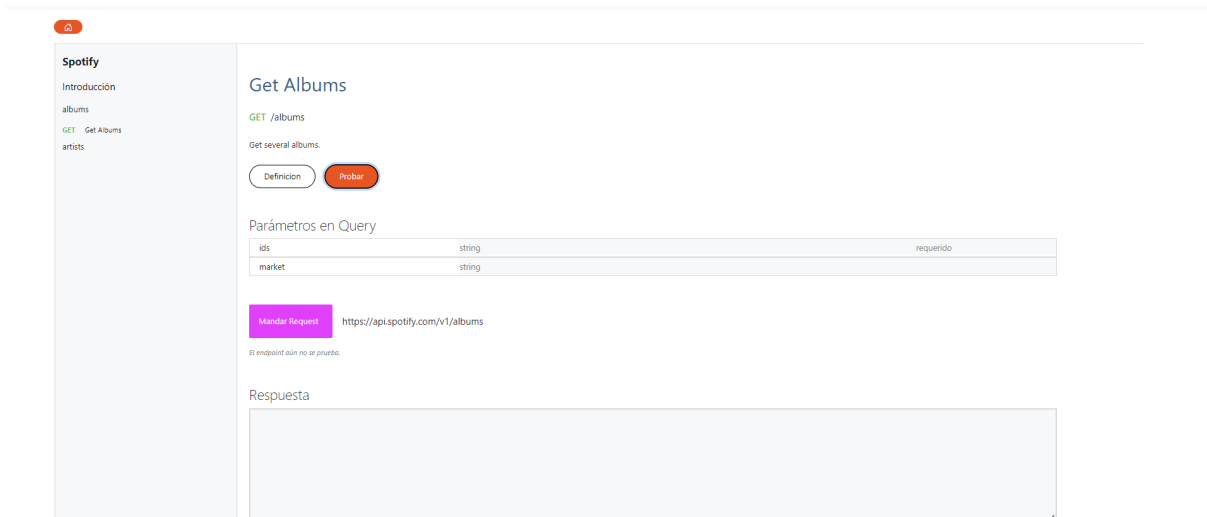 Spotify
Introducción
albums
GET Get Albums
artists
Get Albums
GET /albums
Get several albums.
Definicion Probar
Parámetros en Query
ids string requerido
market string
Mandar Request https://api.spotify.com/v1/albums
El endpoint aún no se prueba.
Respuesta